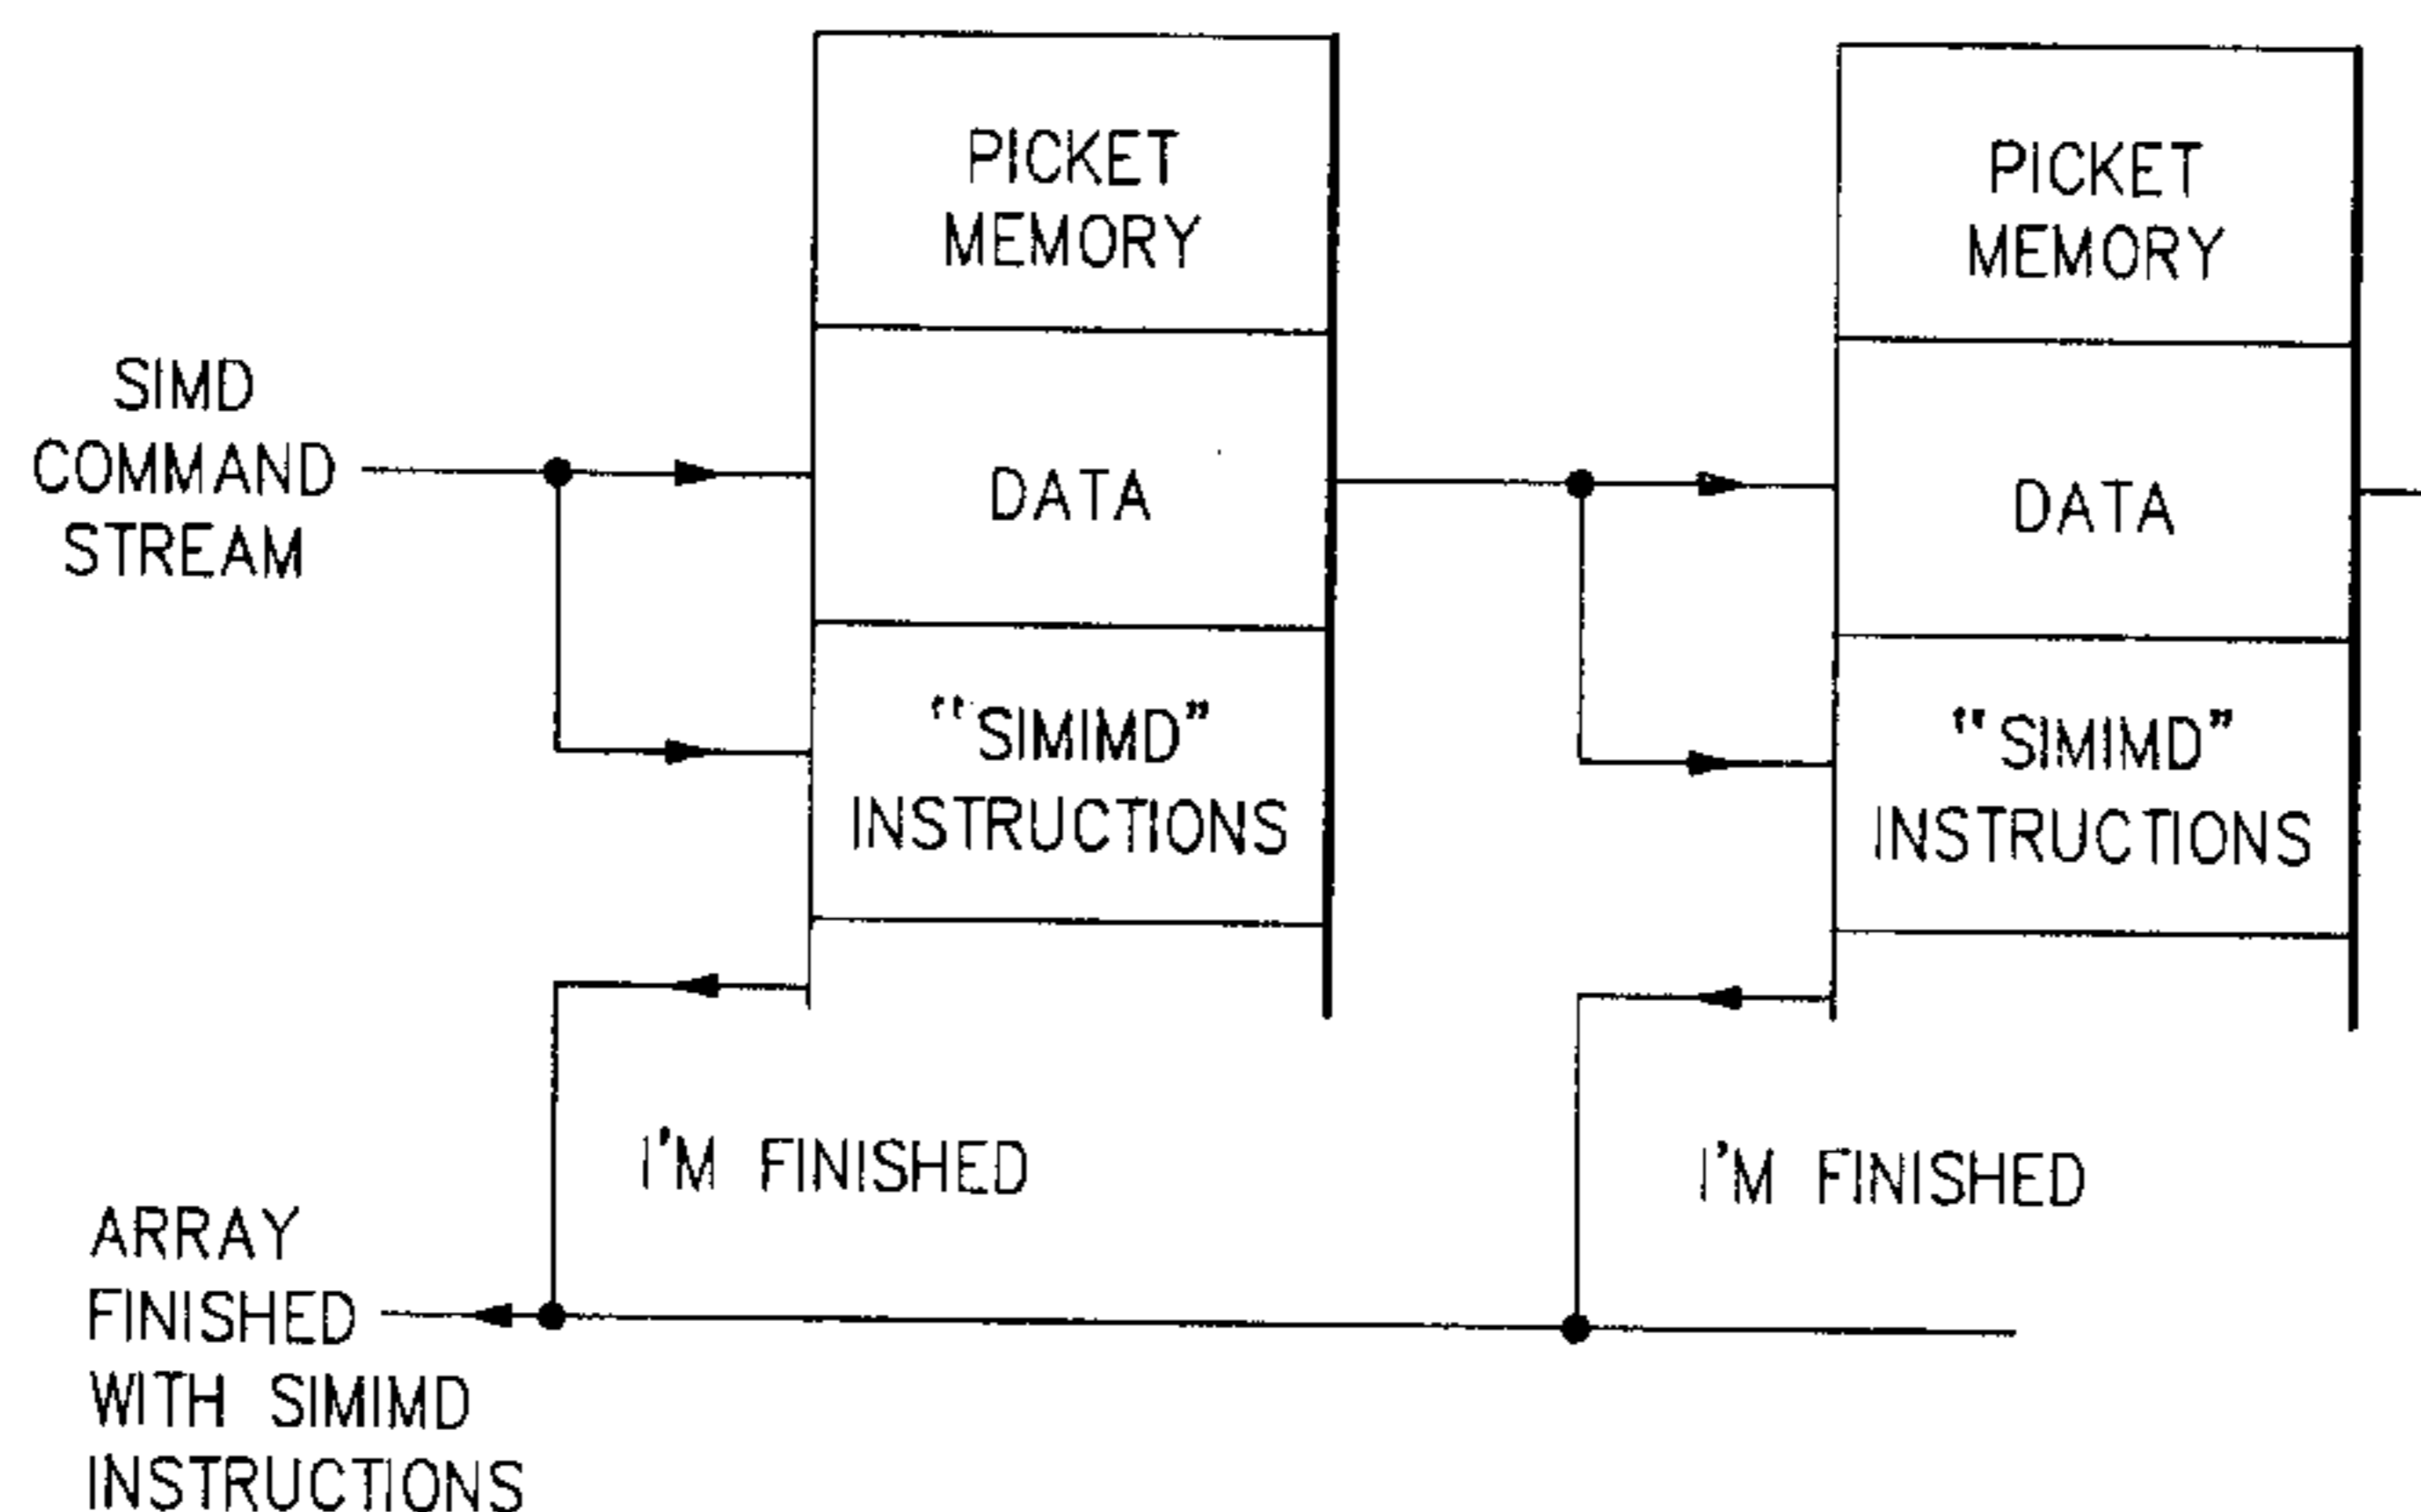 PICKET
MEMORY
PICKET
MEMORY
SIMD
COMMAND
STREAM
DATA
DATA
"SIMIMD"
INSTRUCTIONS
"SIMIMD"
INSTRUCTIONS
I'M FINISHED
I'M FINISHED
ARRAY
FINISHED
WITH SIMIMD
INSTRUCTIONS